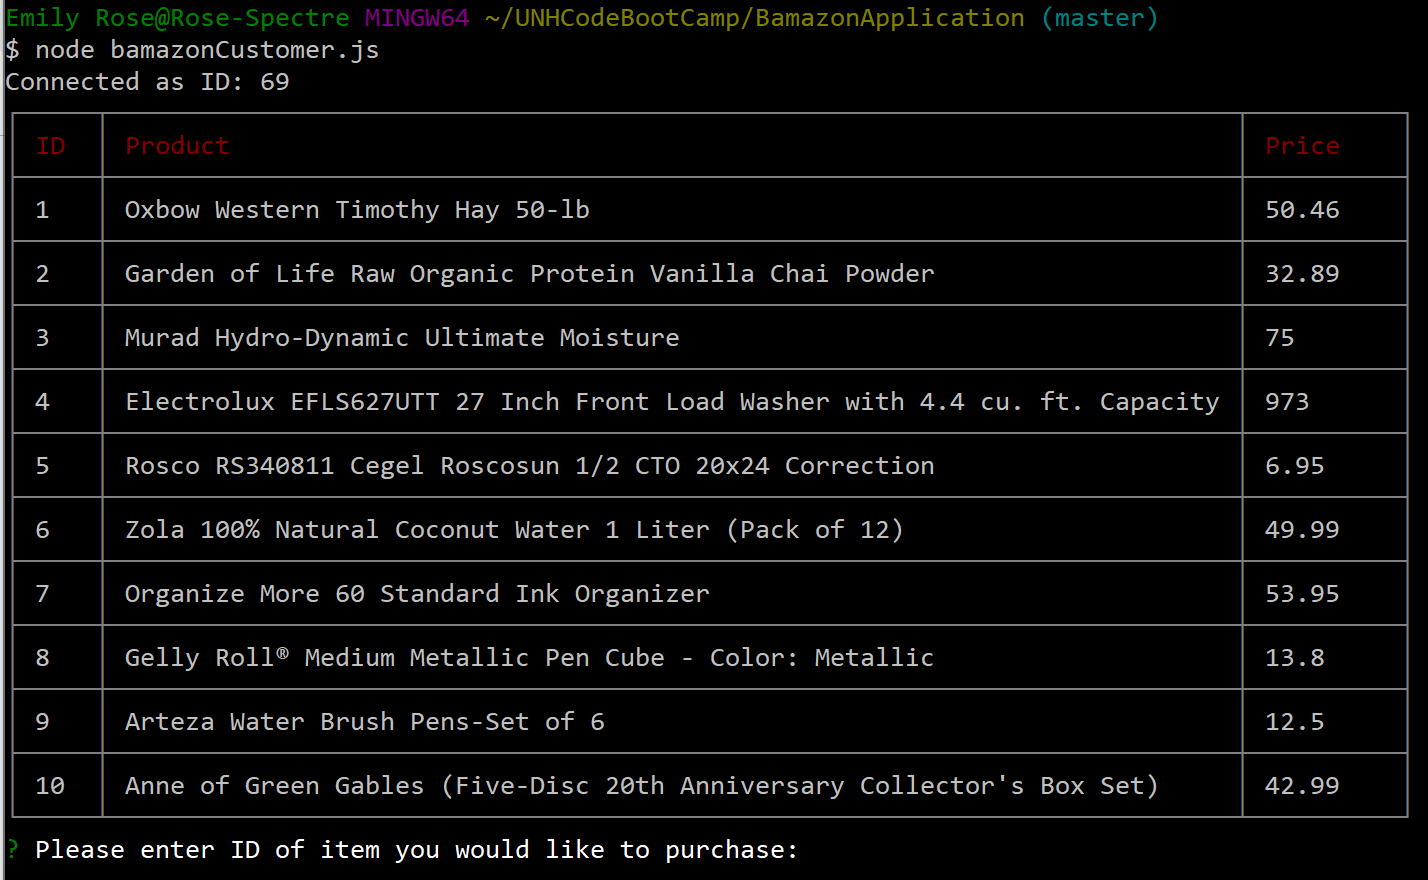 Emily Rose@Rose-Spectre MINGW64 ~/UNHCodeBootCamp/BamazonApplication (master)
$ node bamazonCustomer.js
Connected as ID: 69
ID Product Price
1 Oxbow Western Timothy Hay 50-lb 50.46
2 Garden of Life Raw Organic Protein Vanilla Chai Powder 32.89
3 Murad Hydro-Dynamic Ultimate Moisture 75
4 Electrolux EFLS627UTT 27 Inch Front Load Washer with 4.4 cu. ft. Capacity 973
5 Rosco RS340811 Cegel Roscosun 1/2 CTO 20x24 Correction 6.95
6 Zola 100% Natural Coconut Water 1 Liter (Pack of 12) 49.99
7 Organize More 60 Standard Ink Organizer 53.95
8 Gelly Roll® Medium Metallic Pen Cube - Color: Metallic 13.8
9 Arteza Water Brush Pens-Set of 6 12.5
10 Anne of Green Gables (Five-Disc 20th Anniversary Collector's Box Set) 42.99
? Please enter ID of item you would like to purchase: